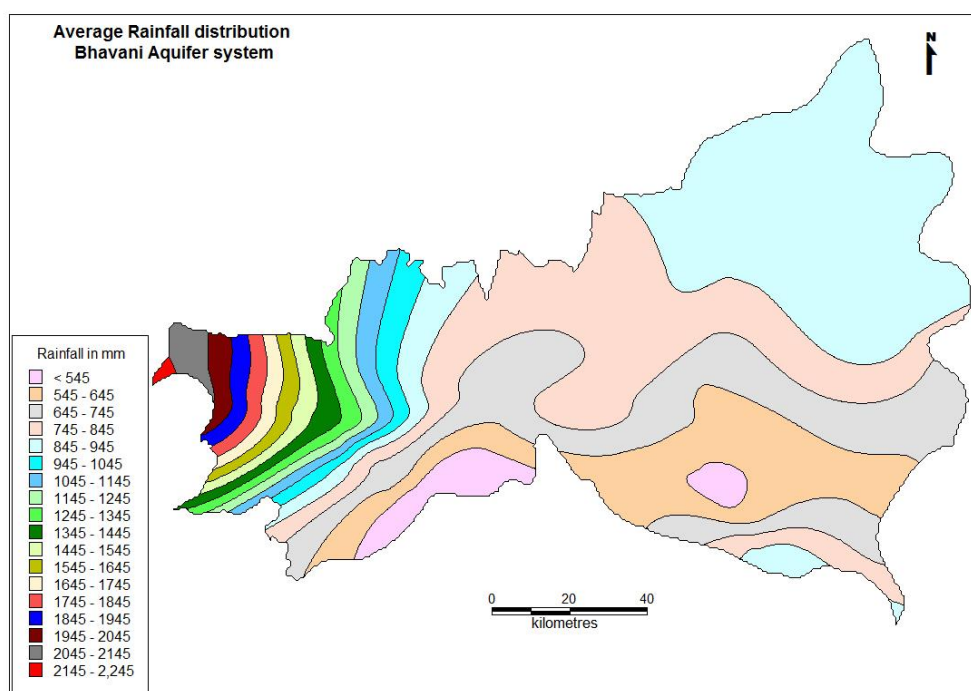 Average Rainfall distribution
Bhavani Aquifer system
N
Rainfall in mm
< 545
545 - 645
645 - 745
745 - 845
845 - 945
945 - 1045
1045 - 1145
1145 - 1245
1245 - 1345
1345 - 1445
1445 - 1545
1545 - 1645
1645 - 1745
1745 - 1845
1845 - 1945
1945 - 2045
2045 - 2145
2145 - 2,245
0 20 40
kilometres